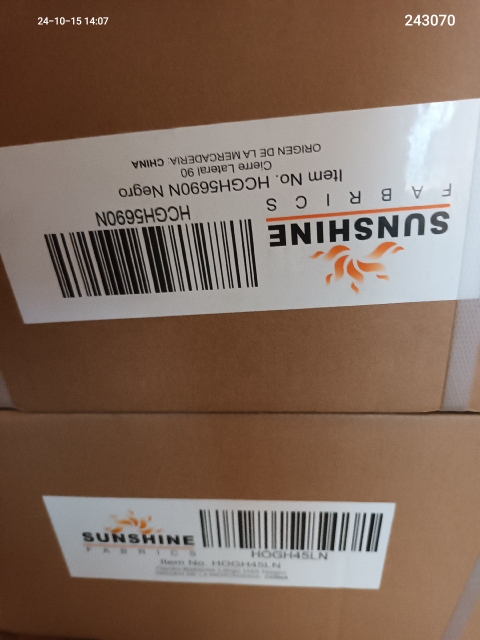 24-10-15 14:07
243070
SUNSHINE
FABRICS
HCGH5690N
Item No. HCGH5690N Negro
Cierre Lateral 90
ORIGEN DE LA MERCADERIA: CHINA
SUNSHINE
FABRICS
HOGH45LN
Item No. HOGH45LN